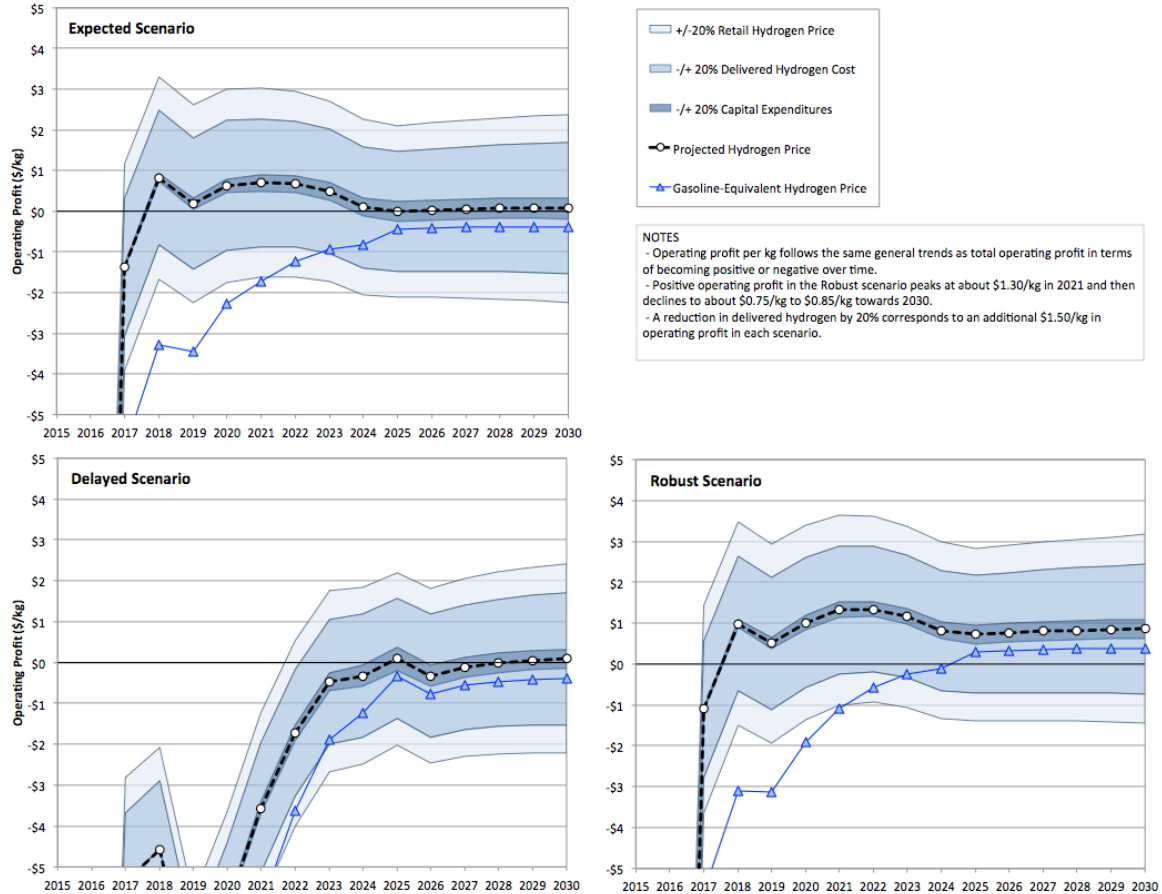 Expected Scenario
Operating Profit ($/kg)
$5
$4
$3
$2
$1
$0
-$1
-$2
-$3
-$4
-$5
2015 2016 2017 2018 2019 2020 2021 2022 2023 2024 2025 2026 2027 2028 2029 2030
+/-20% Retail Hydrogen Price
-/+ 20% Delivered Hydrogen Cost
-/+ 20% Capital Expenditures
Projected Hydrogen Price
Gasoline-Equivalent Hydrogen Price
NOTES
- Operating profit per kg follows the same general trends as total operating profit in terms
of becoming positive or negative over time.
- Positive operating profit in the Robust scenario peaks at about $1.30/kg in 2021 and then
declines to about $0.75/kg to $0.85/kg towards 2030.
- A reduction in delivered hydrogen by 20% corresponds to an additional $1.50/kg in
operating profit in each scenario.
Delayed Scenario
Operating Profit ($/kg)
$5
$4
$3
$2
$1
$0
-$1
-$2
-$3
-$4
-$5
2015 2016 2017 2018 2019 2020 2021 2022 2023 2024 2025 2026 2027 2028 2029 2030
Robust Scenario
$5
$4
$3
$2
$1
$0
-$1
-$2
-$3
-$4
-$5
2015 2016 2017 2018 2019 2020 2021 2022 2023 2024 2025 2026 2027 2028 2029 2030